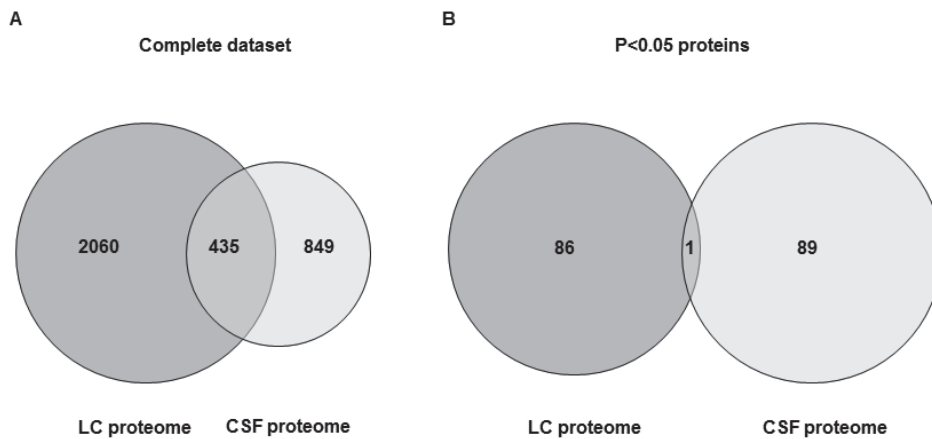 A
Complete dataset
2060
435
849
LC proteome
CSF proteome
B
P<0.05 proteins
86
1
89
LC proteome
CSF proteome